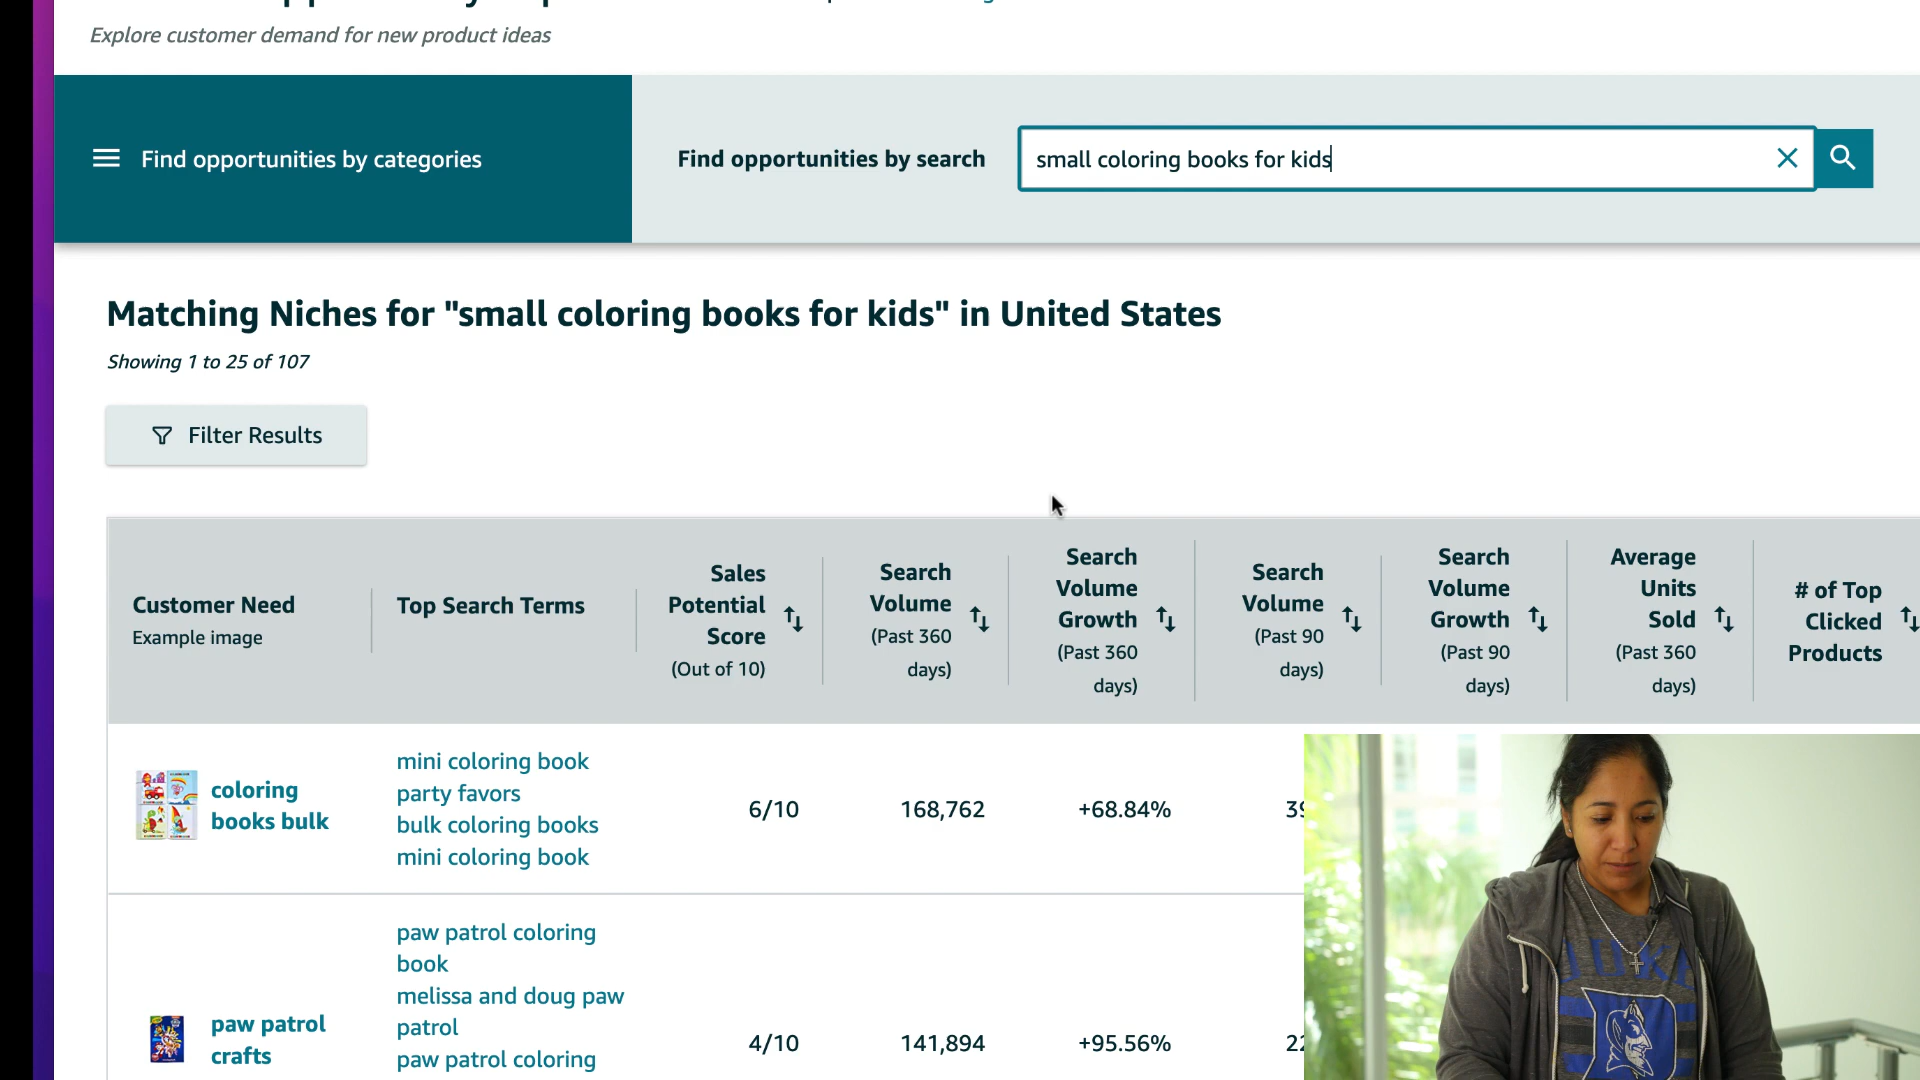 Explore customer demand for new product ideas
Find opportunities by categories
Find opportunities by search
small coloring books for kids
Matching Niches for "small coloring books for kids" in United States
Showing 1 to 25 of 107
Filter Results
Customer Need
Example image
Top Search Terms
Sales
Potential
Score
(Out of 10)
Search
Volume
(Past 360
days)
Search
Volume
Growth
(Past 360
days)
Search
Volume
(Past 90
days)
Search
Volume
Growth
(Past 90
days)
Average
Units
Sold
(Past 360
days)
# of Top
Clicked
Products
coloring
books bulk
mini coloring book
party favors
bulk coloring books
mini coloring book
6/10
168,762
+68.84%
paw patrol
crafts
paw patrol coloring
book
melissa and doug paw
patrol
paw patrol coloring
4/10
141,894
+95.56%
DUKE